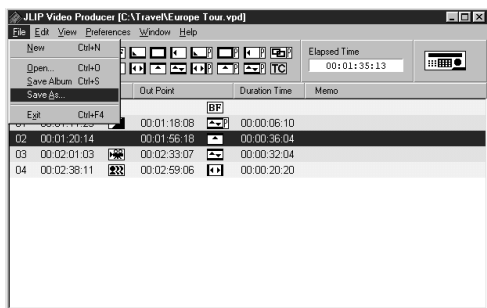 JLIP Video Producer [C:\Travel\Europe Tour.vpd]
File Edit View Preferences Window Help
New Ctrl+N
Open... Ctrl+O
Save Album Ctrl+S
Save As...
Exit Ctrl+F4
P P P P
P P P TC
Elapsed Time
00:01:35:13
Out Point Duration Time Memo
BF
00:01:18:08 P 00:00:06:10
02 00:01:20:14 00:01:56:18 00:00:36:04
03 00:02:01:03 00:02:33:07 00:00:32:04
04 00:02:38:11 00:02:59:06 00:00:20:20